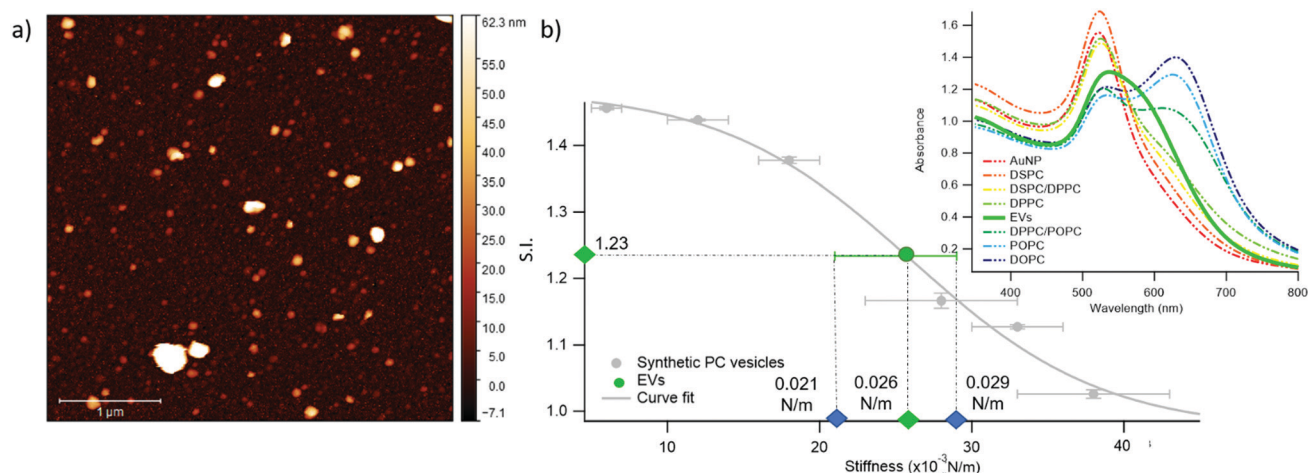 a)
62.3 nm
50.0
45.0
40.0
35.0
30.0
25.0
20.0
15.0
10.0
5.0
0.0
−7.1
1 µm
b)
S.I.
1.4
1.3
1.2
1.1
1.0
1.23
Synthetic PC vesicles
EVs
Curve fit
0.021
N/m
0.026
N/m
0.029
N/m
10
20
30
40
Stiffness (x10⁻³N/m)
Absorbance
1.6
1.4
1.2
1.0
0.8
0.6
0.4
0.2
AuNP
DSPC
DSPC/DPPC
DPPC
EVs
DPPC/POPC
POPC
DOPC
400
500
600
700
800
Wavelength (nm)